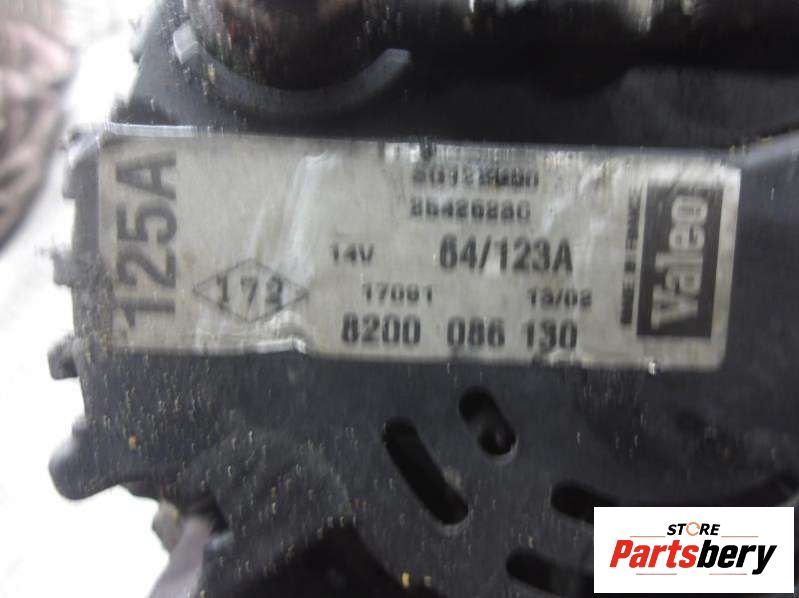 125A
14V 64/123A
172
17091 13/02
8200 086 130
MADE IN FRANCE
Valeo
STORE
Partsbery